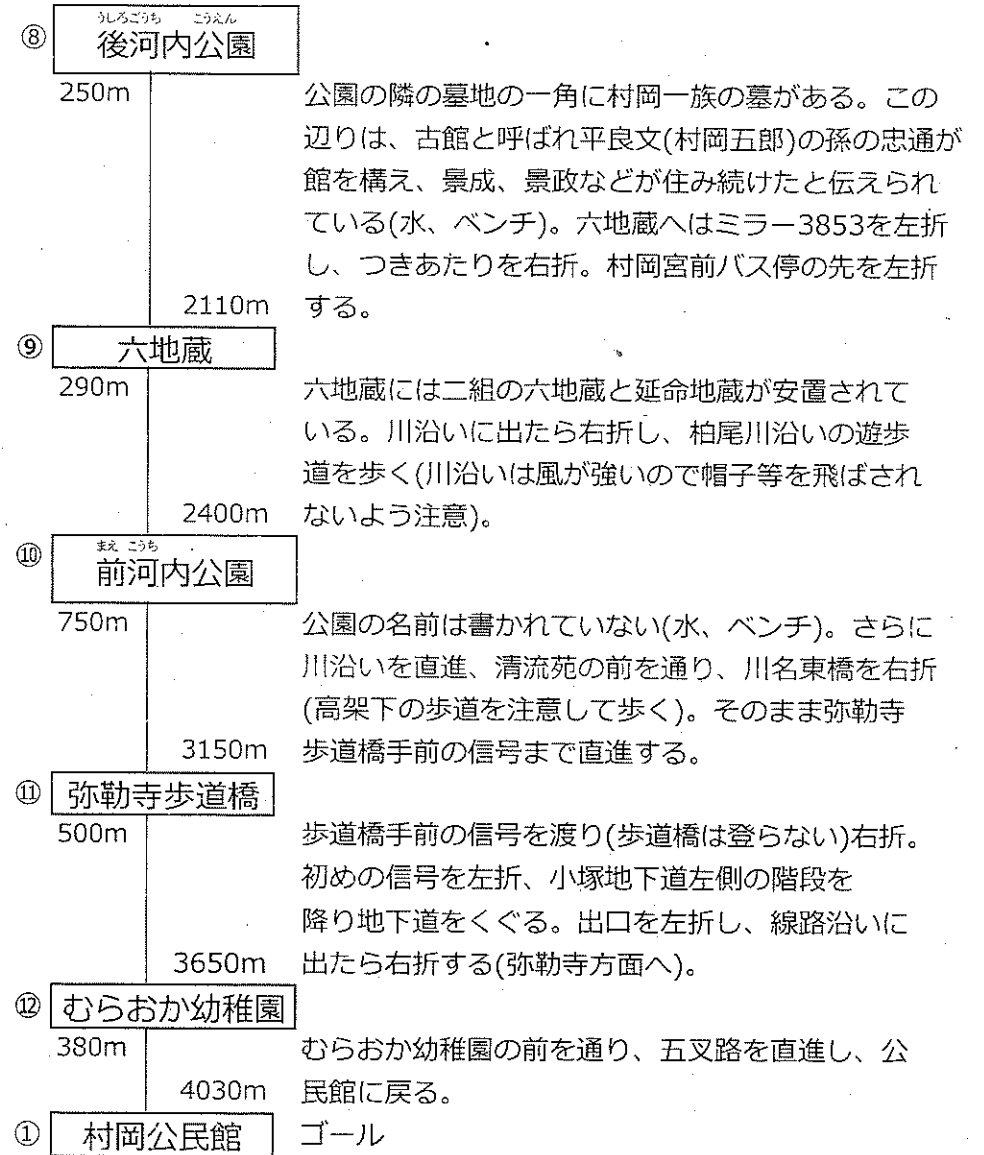 うしろごうち こうえん
⑧ 後河内公園
250m 公園の隣の墓地の一角に村岡一族の墓がある。この
辺りは、古館と呼ばれ平良文(村岡五郎)の孫の忠通が
館を構え、景成、景政などが住み続けたと伝えられ
ている(水、ベンチ)。六地蔵へはミラー3853を左折
し、つきあたりを右折。村岡宮前バス停の先を左折
2110m する。
⑨ 六地蔵
290m 六地蔵には二組の六地蔵と延命地蔵が安置されて
いる。川沿いに出たら右折し、柏尾川沿いの遊歩
道を歩く(川沿いは風が強いので帽子等を飛ばされ
2400m ないよう注意)。
まえ こうち
⑩ 前河内公園
750m 公園の名前は書かれていない(水、ベンチ)。さらに
川沿いを直進、清流苑の前を通り、川名東橋を右折
(高架下の歩道を注意して歩く)。そのまま弥勒寺
3150m 歩道橋手前の信号まで直進する。
⑪ 弥勒寺歩道橋
500m 歩道橋手前の信号を渡り(歩道橋は登らない)右折。
初めの信号を左折、小塚地下道左側の階段を
降り地下道をくぐる。出口を左折し、線路沿いに
3650m 出たら右折する(弥勒寺方面へ)。
⑫ むらおか幼稚園
380m むらおか幼稚園の前を通り、五叉路を直進し、公
4030m 民館に戻る。
① 村岡公民館 ゴール